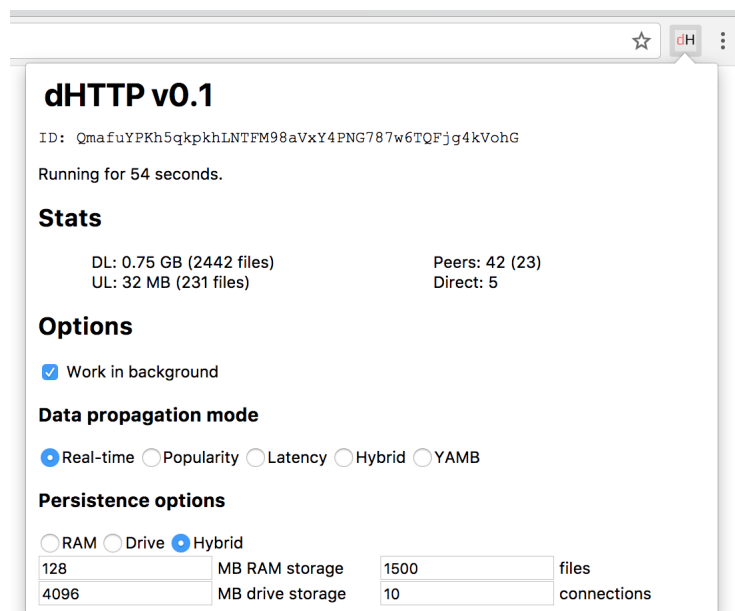 dH
dHTTP v0.1
ID: QmafuYPKh5qkpkhLNTFM98aVxY4PNG787w6TQFjg4kVohG
Running for 54 seconds.
Stats
DL: 0.75 GB (2442 files) Peers: 42 (23)
UL: 32 MB (231 files) Direct: 5
Options
Work in background
Data propagation mode
Real-time Popularity Latency Hybrid YAMB
Persistence options
RAM Drive Hybrid
128 MB RAM storage 1500 files
4096 MB drive storage 10 connections